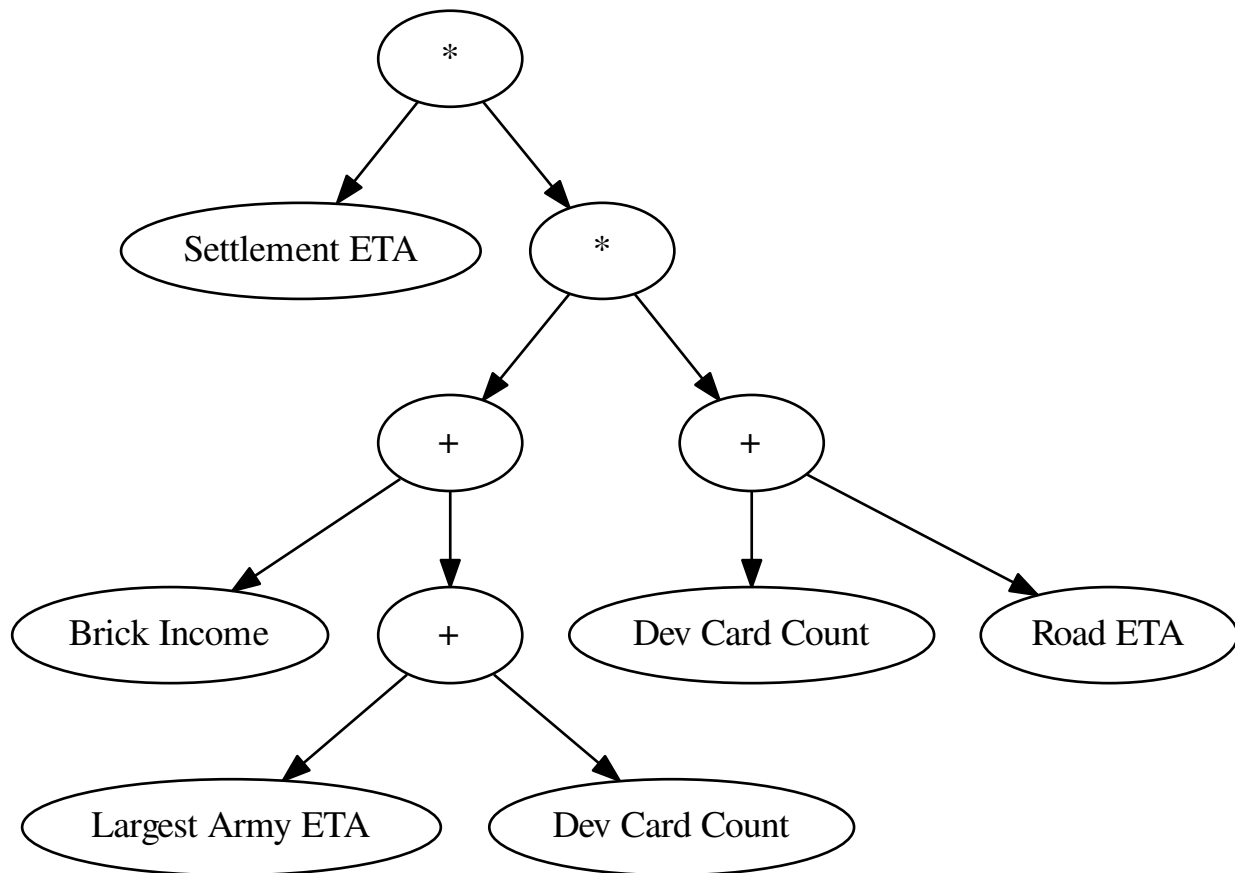 *
Settlement ETA
*
+
+
Brick Income
+
Dev Card Count
Road ETA
Largest Army ETA
Dev Card Count